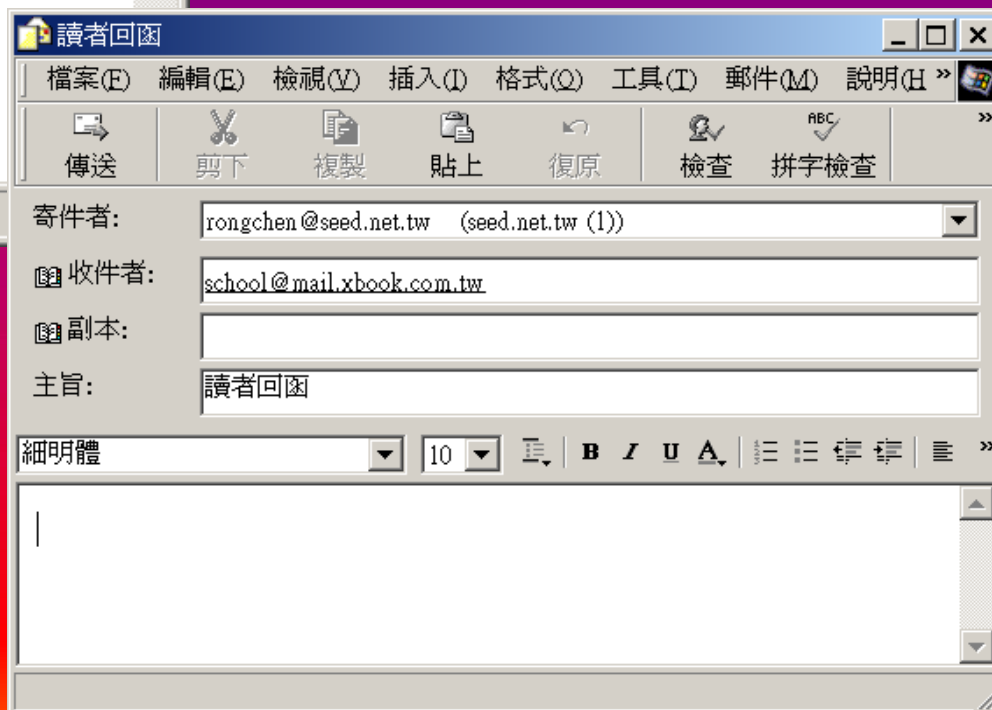 讀者回函
檔案(F) 編輯(E) 檢視(V) 插入(I) 格式(O) 工具(T) 郵件(M) 說明(H »
傳送 剪下 複製 貼上 復原 檢查 ABC 拼字檢查 »
寄件者: rongchen@seed.net.tw (seed.net.tw (1))
收件者: school@mail.xbook.com.tw
副本:
主旨: 讀者回函
細明體 10 B I U A »